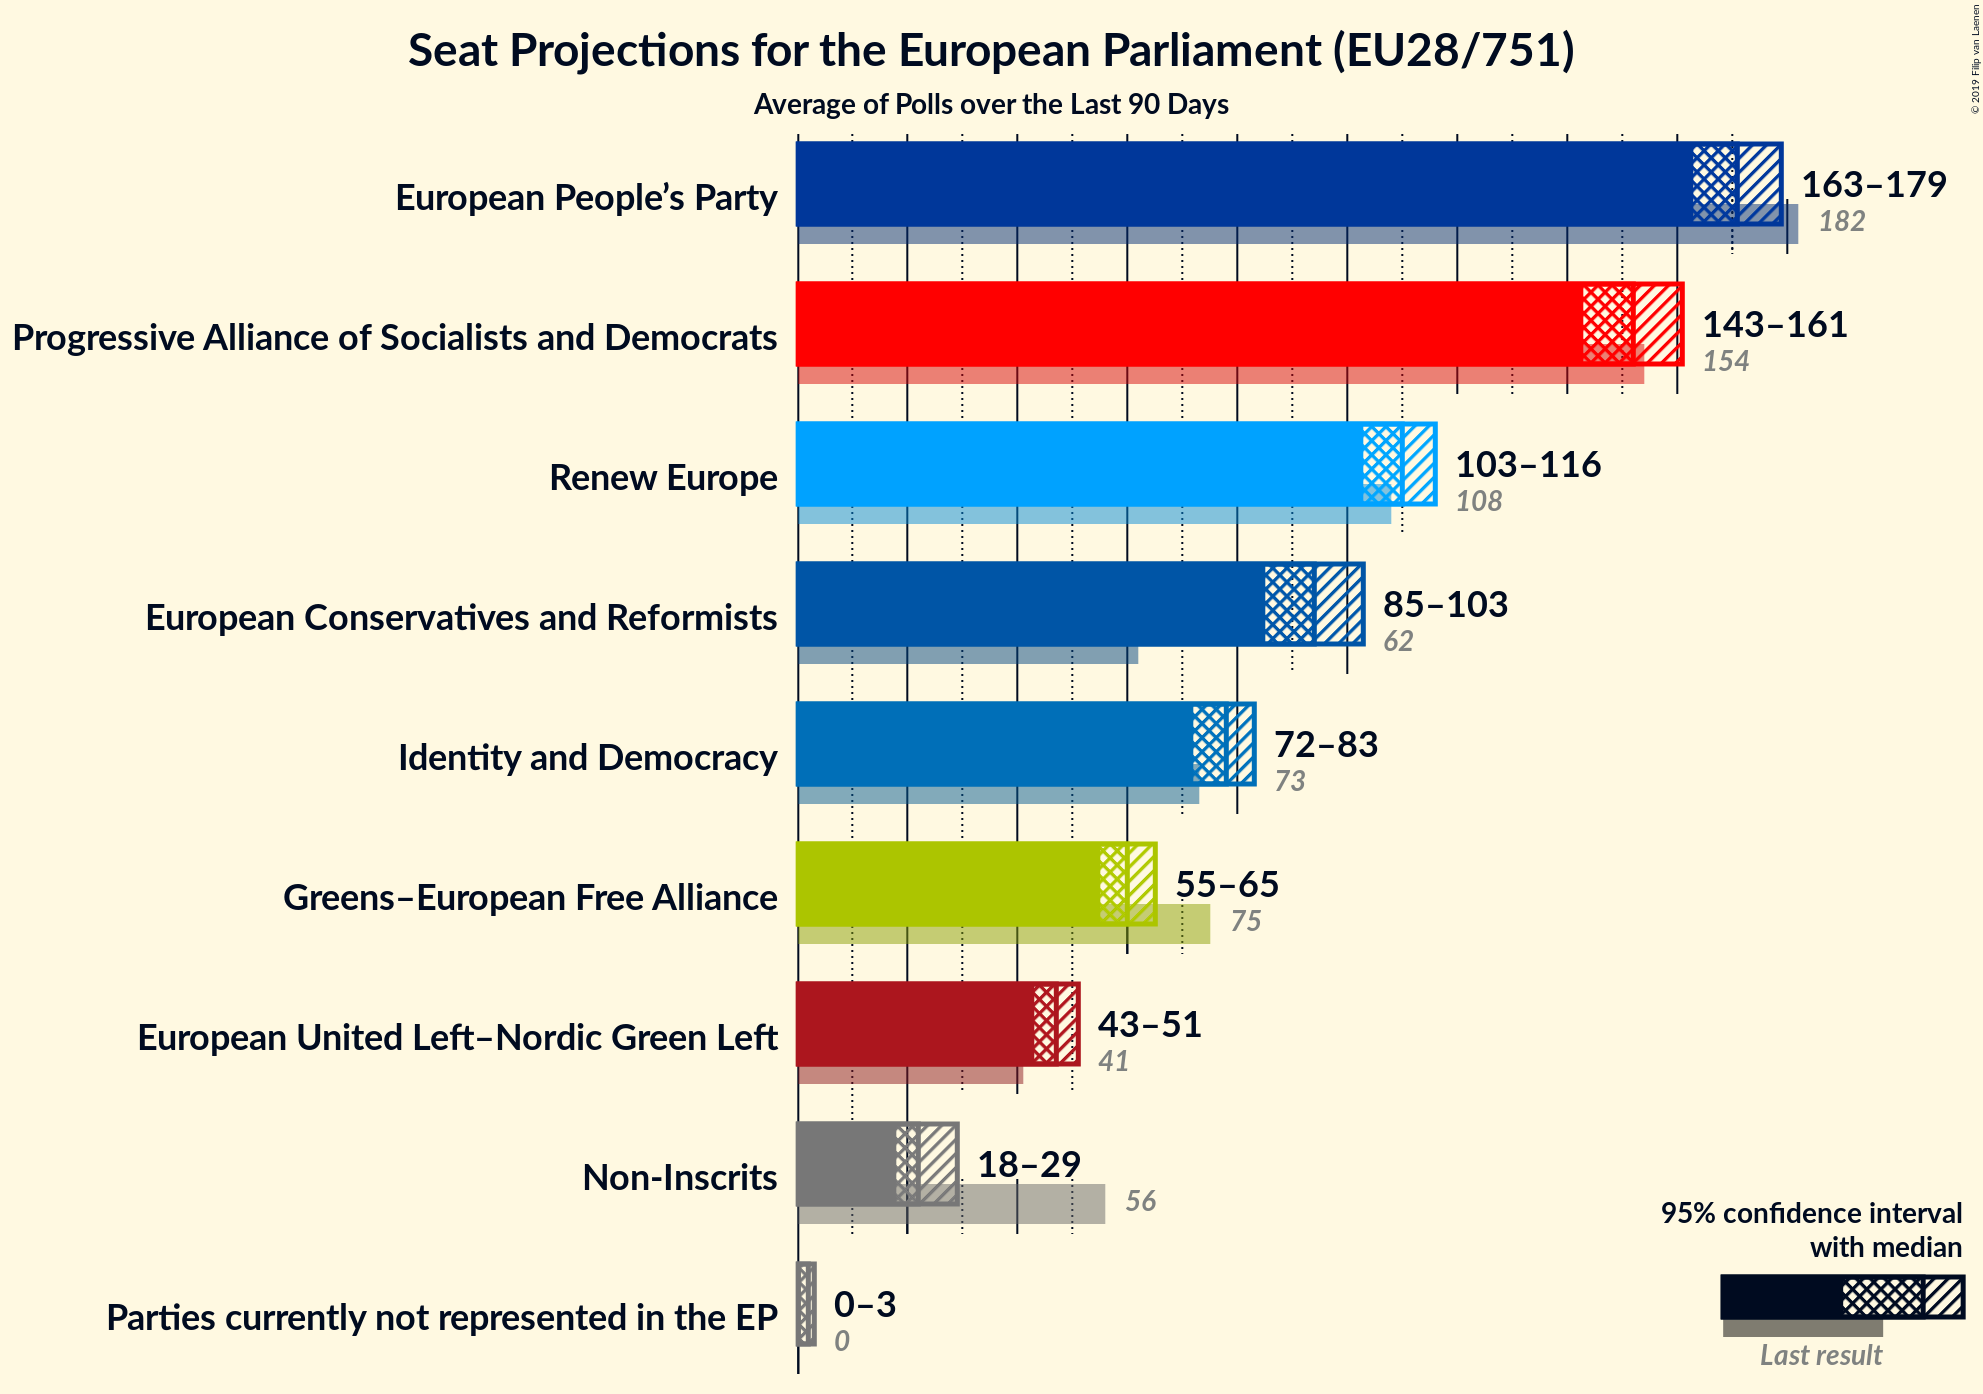 Seat Projections for the European Parliament (EU28/751)
Average of Polls over the Last 90 Days
© 2019 Filip van Laenen
European People’s Party
163–179
182
Progressive Alliance of Socialists and Democrats
143–161
154
Renew Europe
103–116
108
European Conservatives and Reformists
85–103
62
Identity and Democracy
72–83
73
Greens–European Free Alliance
55–65
75
European United Left–Nordic Green Left
43–51
41
Non-Inscrits
18–29
56
Parties currently not represented in the EP
0–3
0
95% confidence interval
with median
Last result